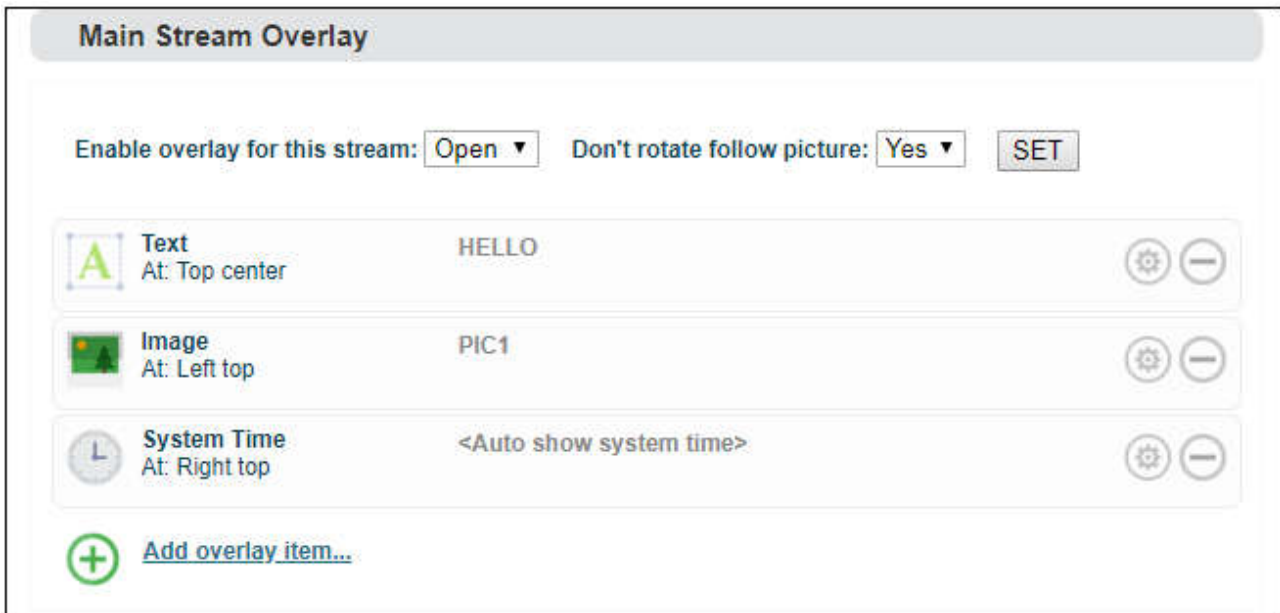 Main Stream Overlay
Enable overlay for this stream: Open ▼ Don't rotate follow picture: Yes ▼ SET
A Text HELLO
At: Top center
Image PIC1
At: Left top
System Time <Auto show system time>
At: Right top
Add overlay item...